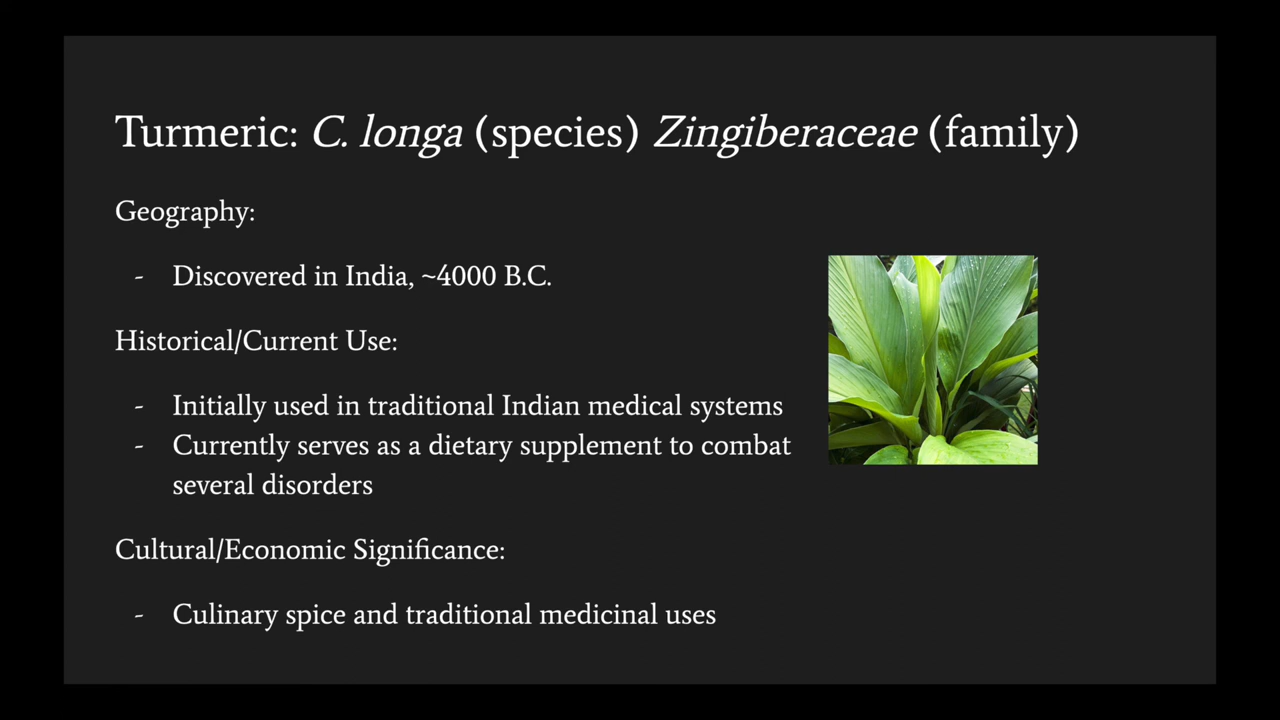 Turmeric: C. longa (species) Zingiberaceae (family)
Geography:
- Discovered in India, ~4000 B.C.
Historical/Current Use:
- Initially used in traditional Indian medical systems
- Currently serves as a dietary supplement to combat
several disorders
Cultural/Economic Significance:
- Culinary spice and traditional medicinal uses